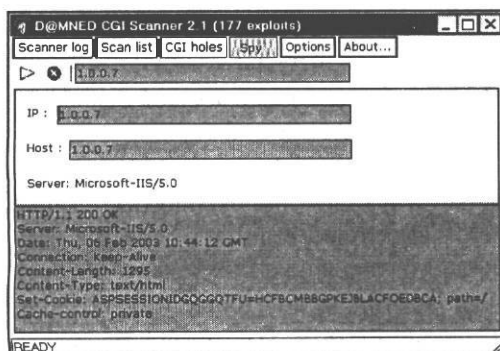 D@MNED CGI Scanner 2.1 (177 exploits)
Scanner log Scan list CGI holes Spy Options About...
1.0.0.7
IP : 1.0.0.7
Host : 1.0.0.7
Server: Microsoft-IIS/5.0
HTTP/1.1 200 OK
Server: Microsoft-IIS/5.0
Date: Thu, 06 Feb 2003 10:44:12 GMT
Connection: Keep-Alive
Content-Length: 1295
Content-Type: text/html
Set-Cookie: path=/
Cache-control: private
READY